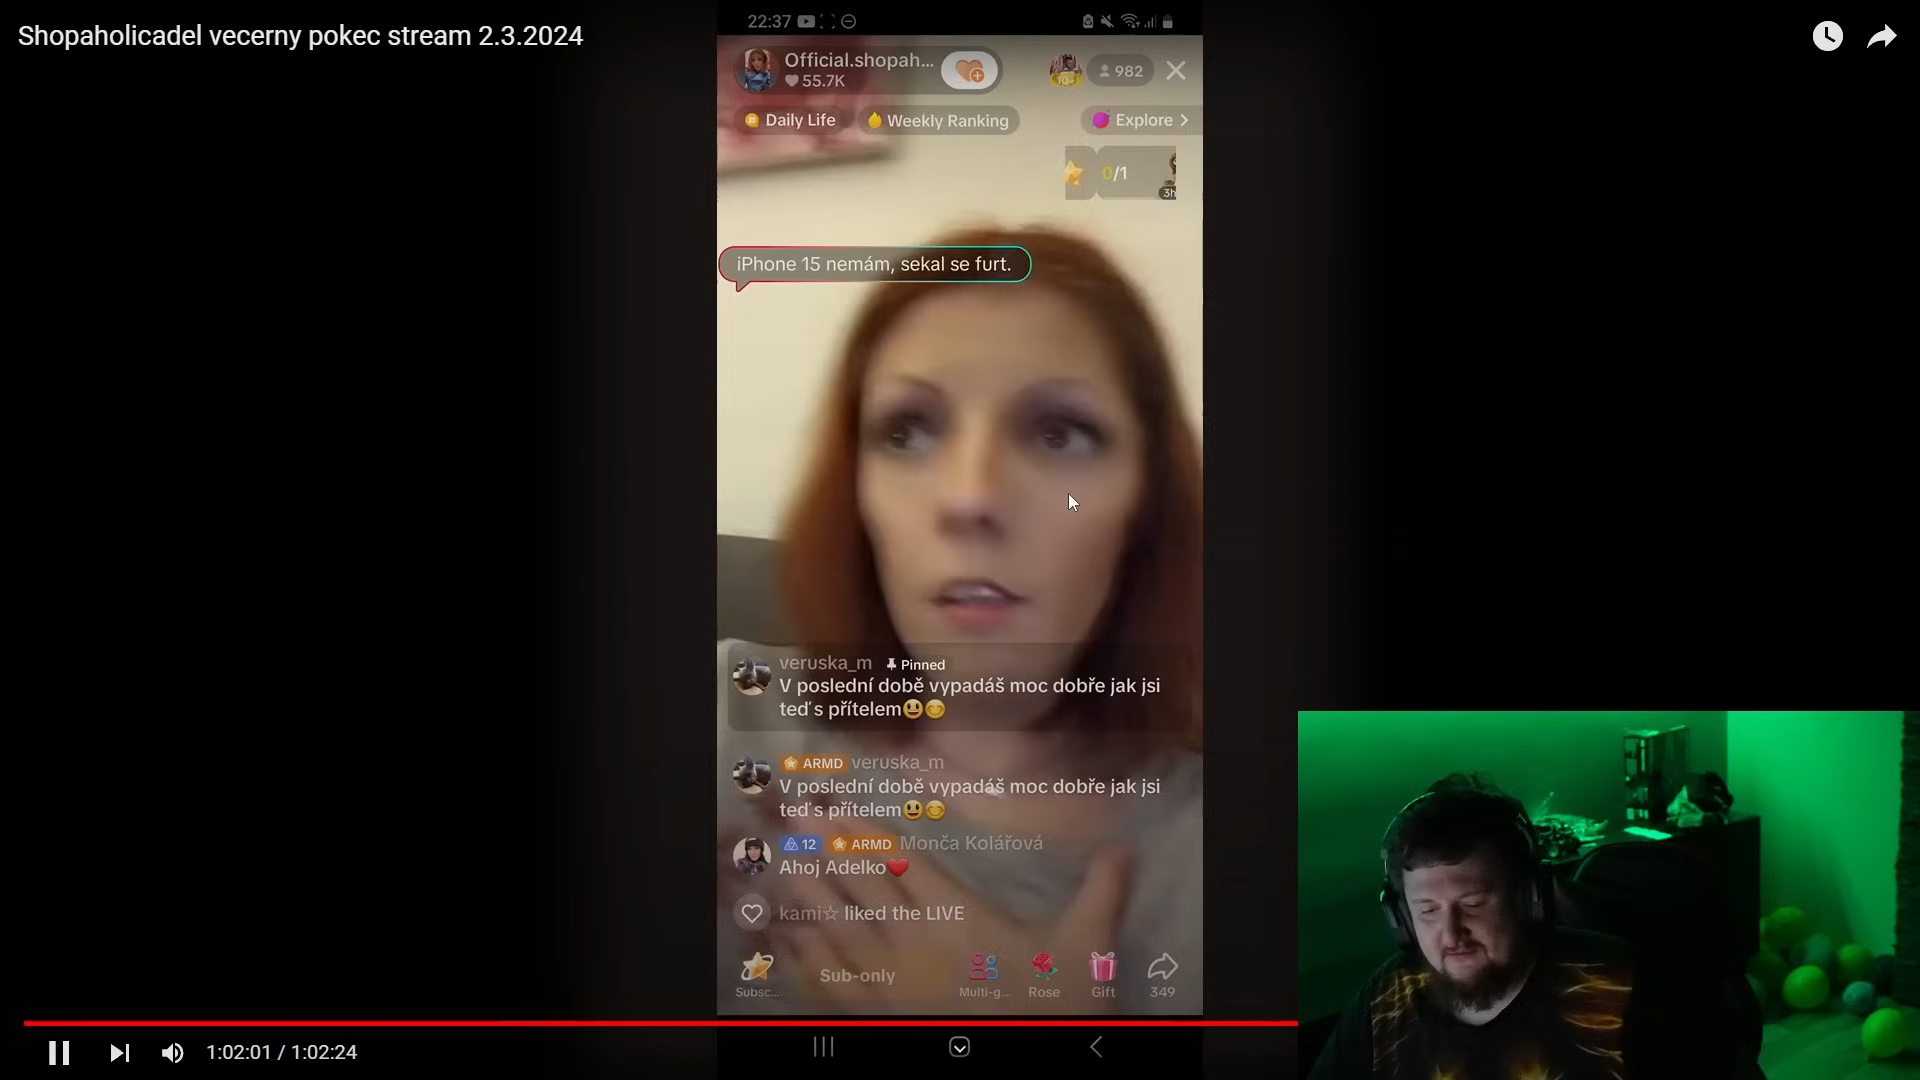 Shopaholicadel vecerny pokec stream 2.3.2024
22:37
Official.shopah...
55.7K
10+
982
Daily Life
Weekly Ranking
Explore
0/1
3h
iPhone 15 nemám, sekal se furt.
veruska_m Pinned
V poslední době vypadáš moc dobře jak jsi
teď s přítelem😃😊
ARMD veruska_m
V poslední době vypadáš moc dobře jak jsi
teď s přítelem😃😊
12 ARMD Monča Kolářová
Ahoj Adelko❤️
kami☆ liked the LIVE
Sub-only
Subsc... Multi-g... Rose Gift 349
1:02:01 / 1:02:24